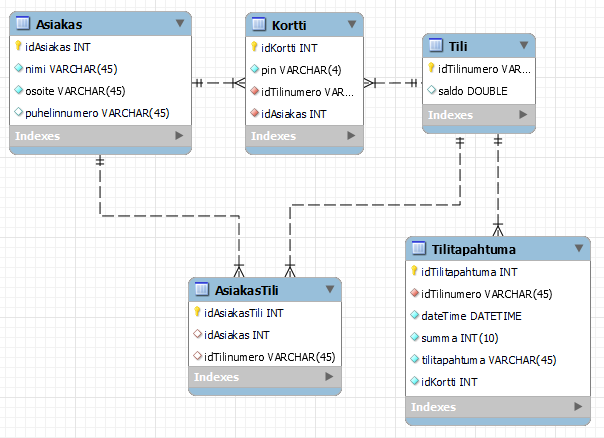 Asiakas
idAsiakas INT
nimi VARCHAR(45)
osoite VARCHAR(45)
puhelinnumero VARCHAR(45)
Indexes
Kortti
idKortti INT
pin VARCHAR(4)
idTilinumero VAR...
idAsiakas INT
Indexes
Tili
idTilinumero VAR...
saldo DOUBLE
Indexes
AsiakasTili
idAsiakasTili INT
idAsiakas INT
idTilinumero VARCHAR(45)
Indexes
Tilitapahtuma
idTilitapahtuma INT
idTilinumero VARCHAR(45)
dateTime DATETIME
summa INT(10)
tilitapahtuma VARCHAR(45)
idKortti INT
Indexes